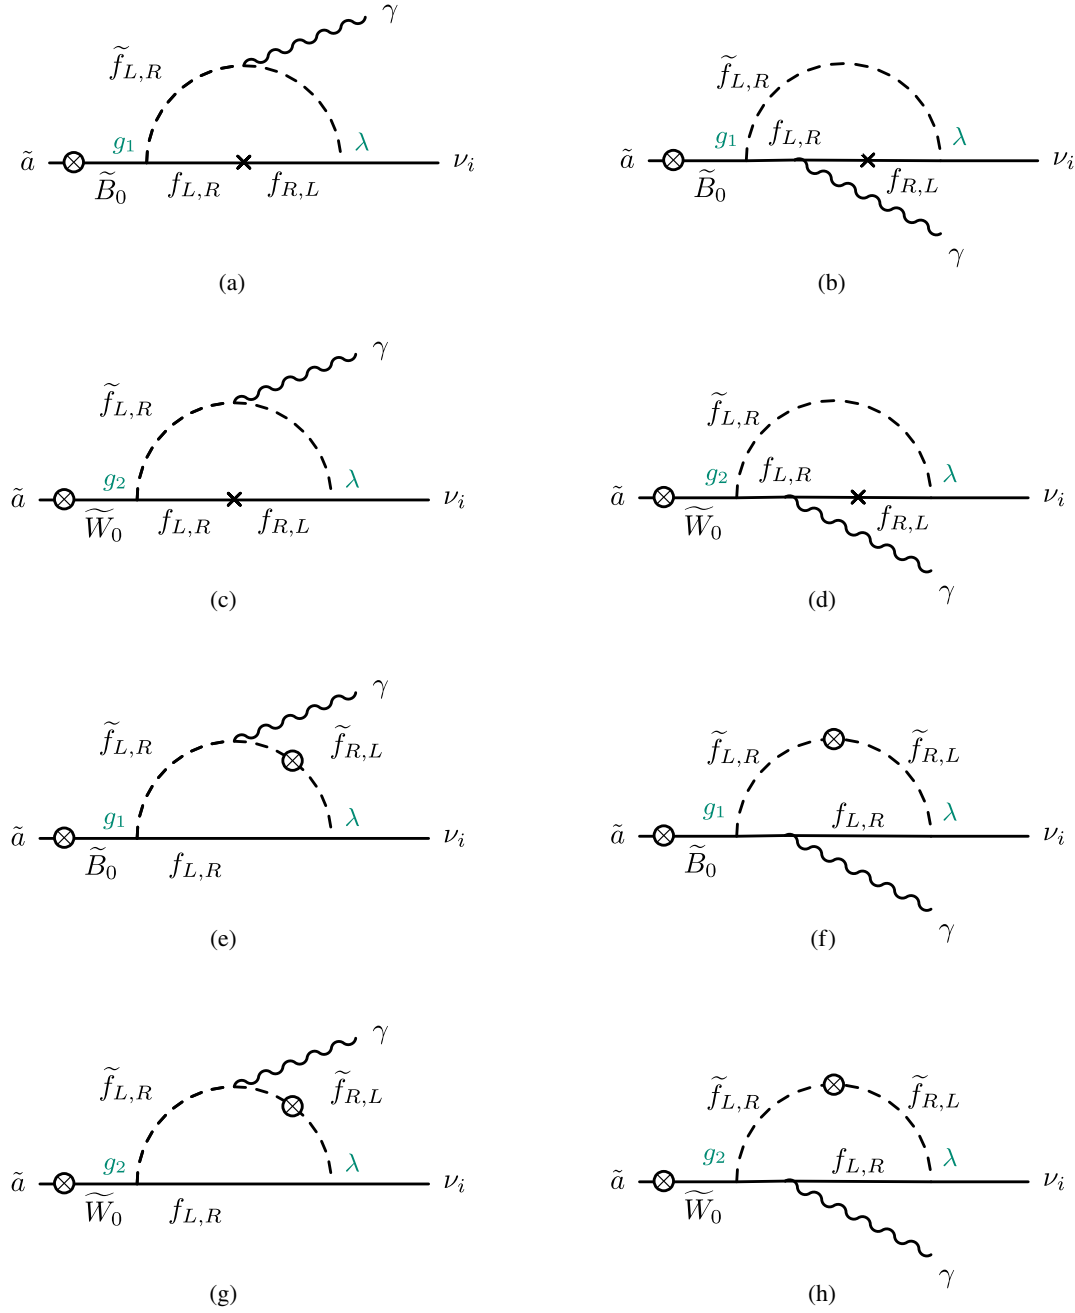 γ
f̃_{L,R}
g₁ λ
ã ν_i
B̃₀ f_{L,R} f_{R,L}
(a)
f̃_{L,R}
f_{L,R}
g₁ λ
ã ν_i
B̃₀ f_{R,L}
γ
(b)
γ
f̃_{L,R}
g₂ λ
ã ν_i
W̃₀ f_{L,R} f_{R,L}
(c)
f̃_{L,R}
f_{L,R}
g₂ λ
ã ν_i
W̃₀ f_{R,L}
γ
(d)
γ
f̃_{L,R} f̃_{R,L}
g₁ λ
ã ν_i
B̃₀ f_{L,R}
(e)
f̃_{L,R} f̃_{R,L}
g₁ f_{L,R} λ
ã ν_i
B̃₀
γ
(f)
γ
f̃_{L,R} f̃_{R,L}
g₂ λ
ã ν_i
W̃₀ f_{L,R}
(g)
f̃_{L,R} f̃_{R,L}
g₂ f_{L,R} λ
ã ν_i
W̃₀
γ
(h)